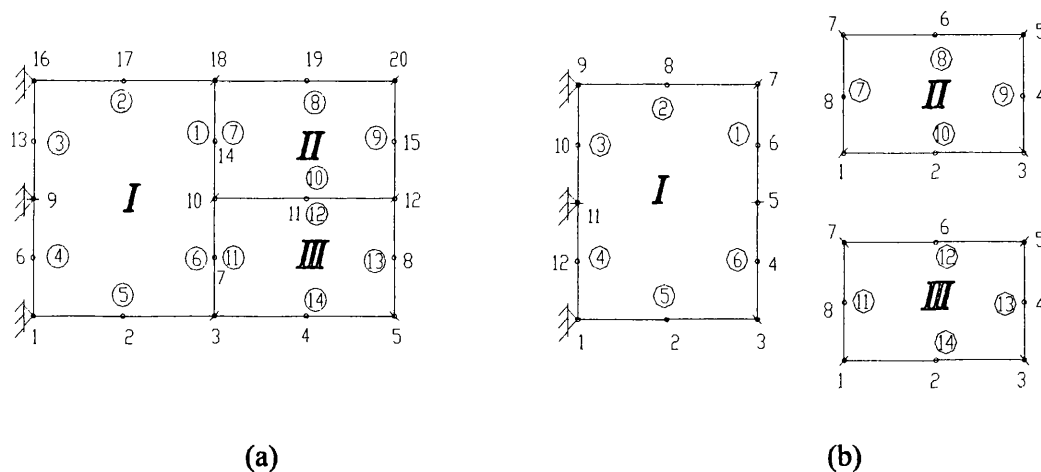 16 17 18 19 20
② ⑧
13 ③ ① ⑦ II ⑨ 15
14
I ⑩
9 10 11 ⑫ 12
6 ④ ⑥ ⑪ III ⑬ 8
7
⑤ ⑭
1 2 3 4 5
(a)
9 8 7
②
10 ③ ① 6
I
11 5
12 ④ ⑥ 4
⑤
1 2 3
7 6 5
⑧
8 ⑦ II ⑨ 4
⑩
1 2 3
7 6 5
⑫
8 ⑪ III ⑬ 4
⑭
1 2 3
(b)